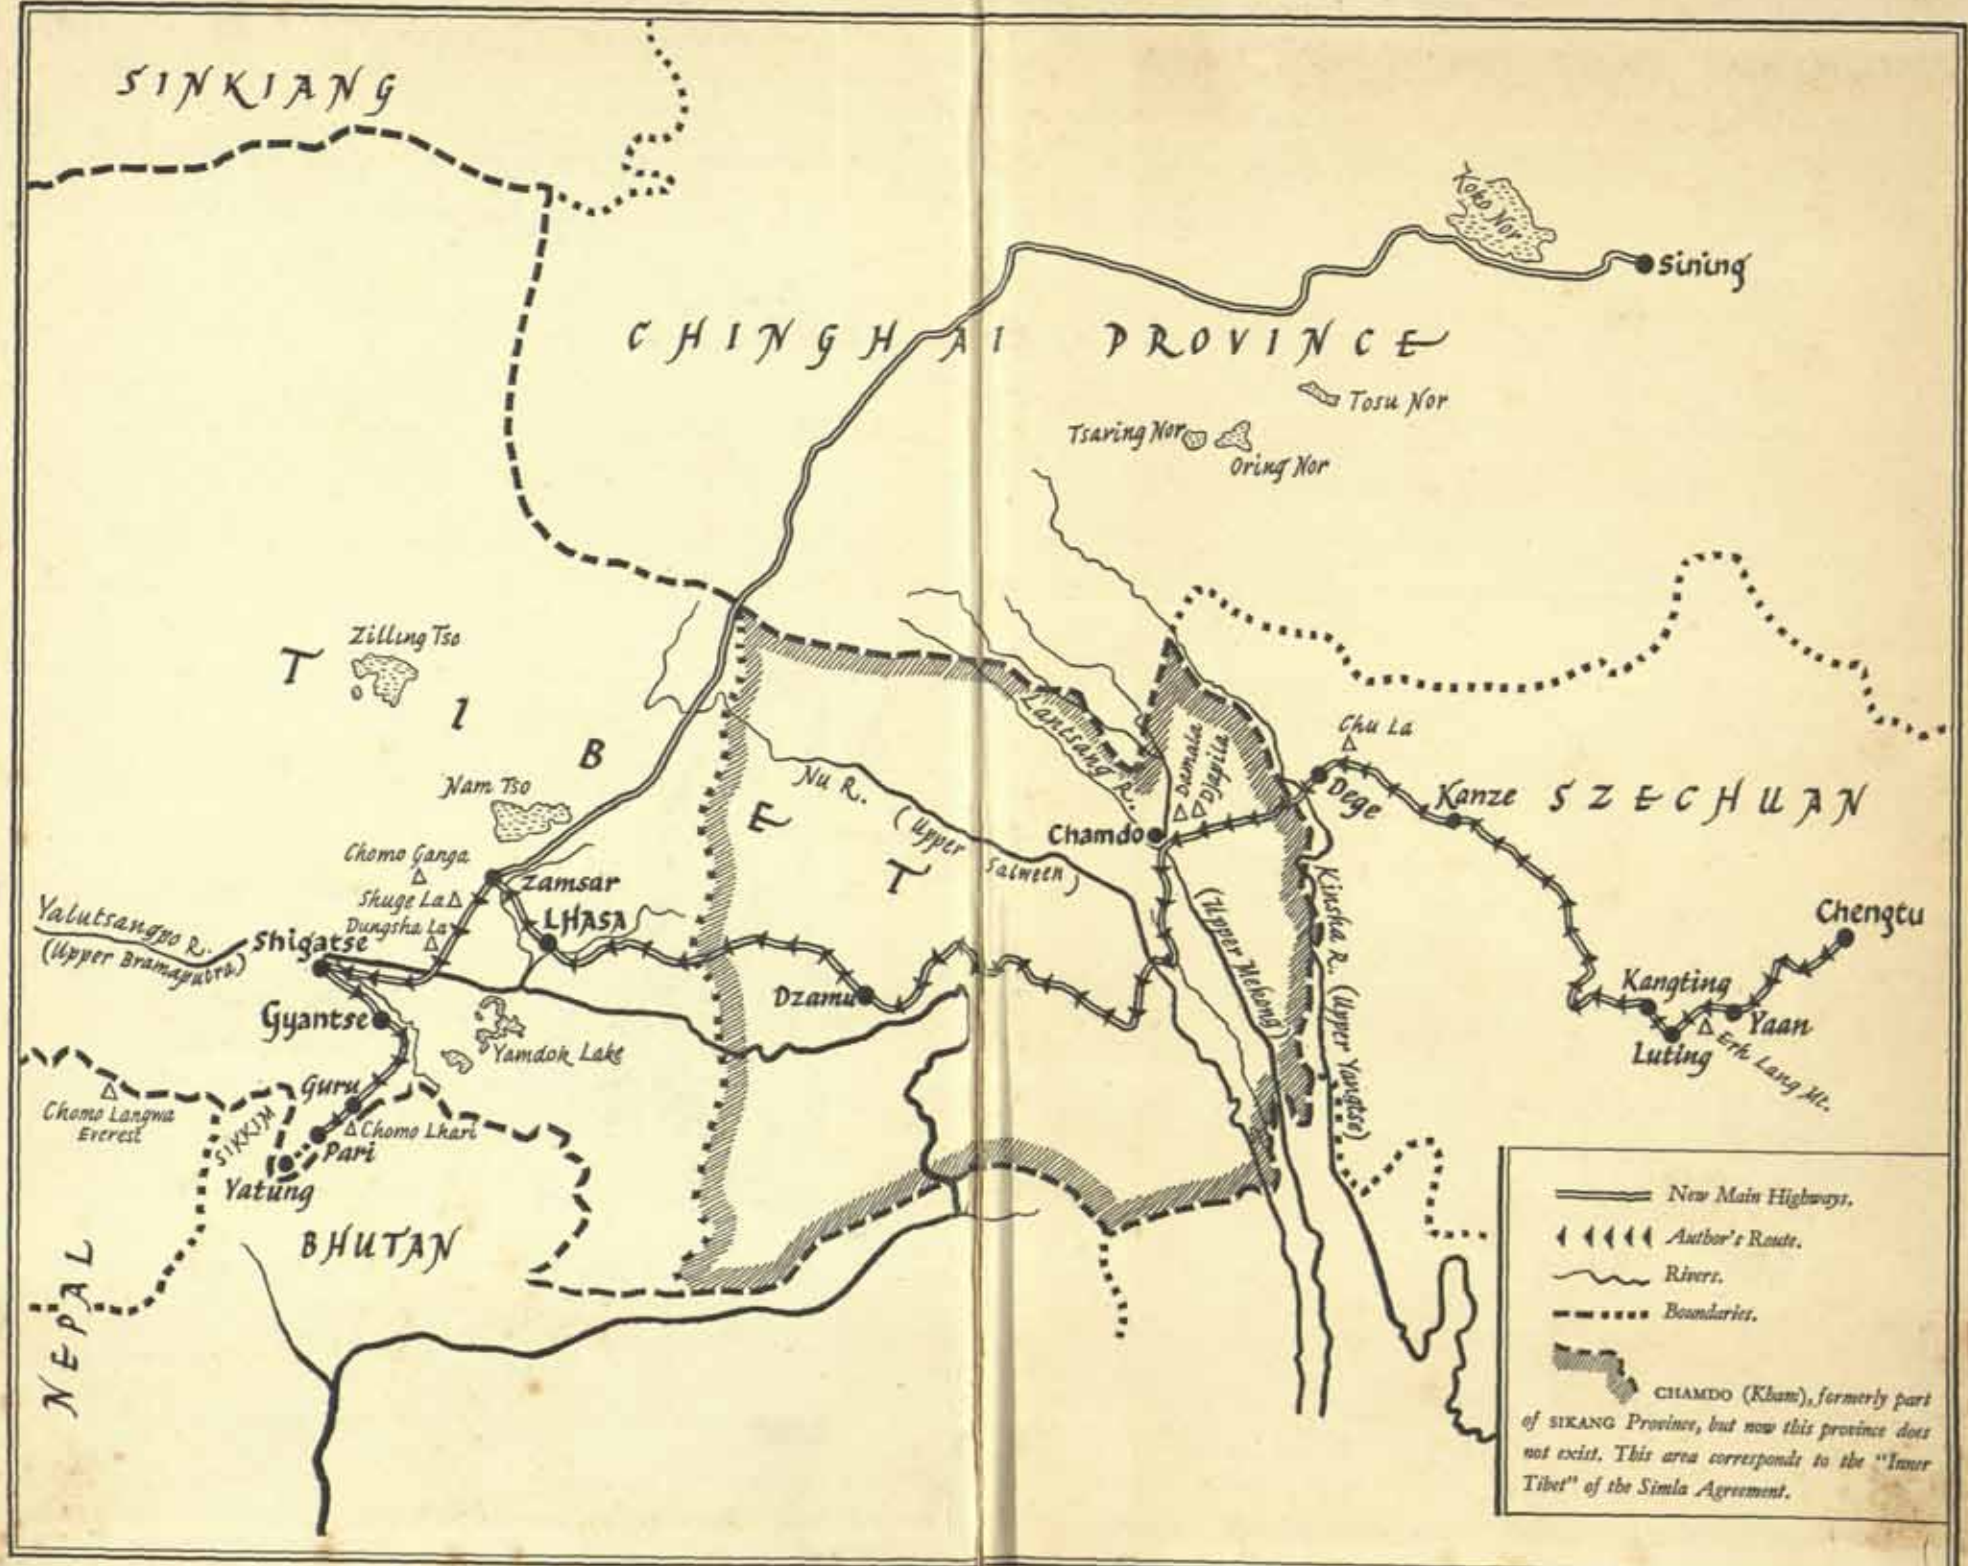 SINKIANG
Koko Nor
Sining
CHINGHAI PROVINCE
Tosu Nor
Tsaring Nor
Oring Nor
TIBET
Zilling Tso
Nam Tso
Nu R. (Upper Salween)
Lantsang R.
(Upper Mekong)
Damala
Djapila
Chu La
Dege
Kanze
SZECHUAN
Chamdo
Chomo Ganga
Shuge La
Dungsha La
Zamsar
LHASA
Yalutsangpo R.
(Upper Bramaputra)
Shigatse
Gyantse
Yamdok Lake
Dzamu
Kinsha R. (Upper Yangtse)
Chengtu
Kangting
Yaan
Luting
Erh Lang Mt.
Guru
Chomo Langwa
Everest
SIKKIM
Chomo Lhari
Pari
Yatung
BHUTAN
NEPAL
New Main Highways.
Author's Route.
Rivers.
Boundaries.
CHAMDO (Kham), formerly part
of SIKANG Province, but now this province does
not exist. This area corresponds to the "Inner
Tibet" of the Simla Agreement.